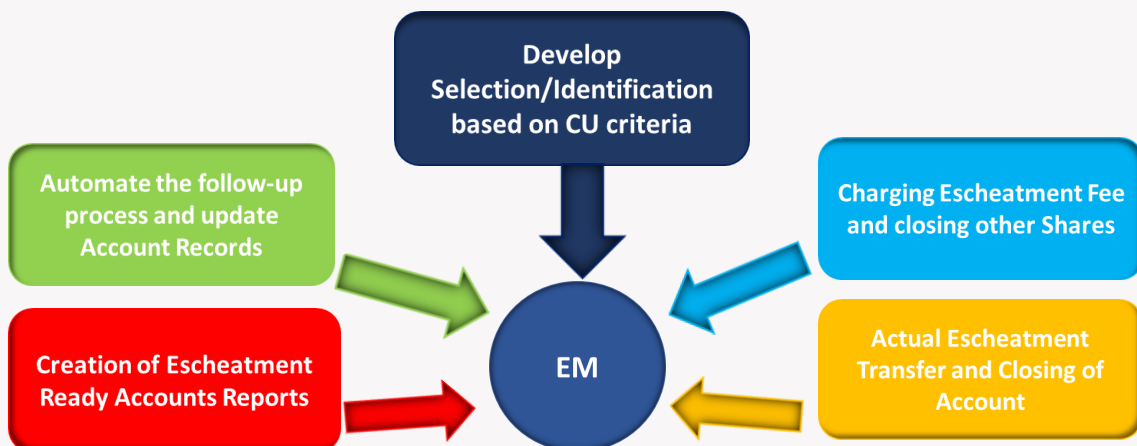 Develop
Selection/Identification
based on CU criteria
Automate the follow-up
process and update
Account Records
Charging Escheatment Fee
and closing other Shares
Creation of Escheatment
Ready Accounts Reports
EM
Actual Escheatment
Transfer and Closing of
Account